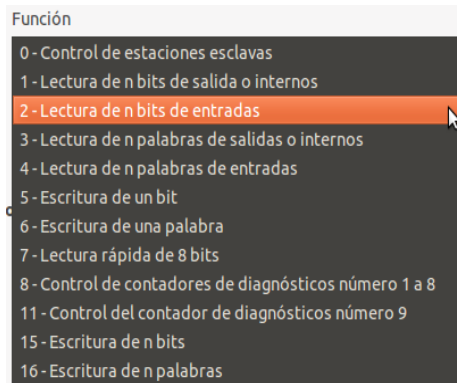 Función
0 - Control de estaciones esclavas
1 - Lectura de n bits de salida o internos
2 - Lectura de n bits de entradas
3 - Lectura de n palabras de salidas o internos
4 - Lectura de n palabras de entradas
5 - Escritura de un bit
6 - Escritura de una palabra
7 - Lectura rápida de 8 bits
8 - Control de contadores de diagnósticos número 1 a 8
11 - Control del contador de diagnósticos número 9
15 - Escritura de n bits
16 - Escritura de n palabras